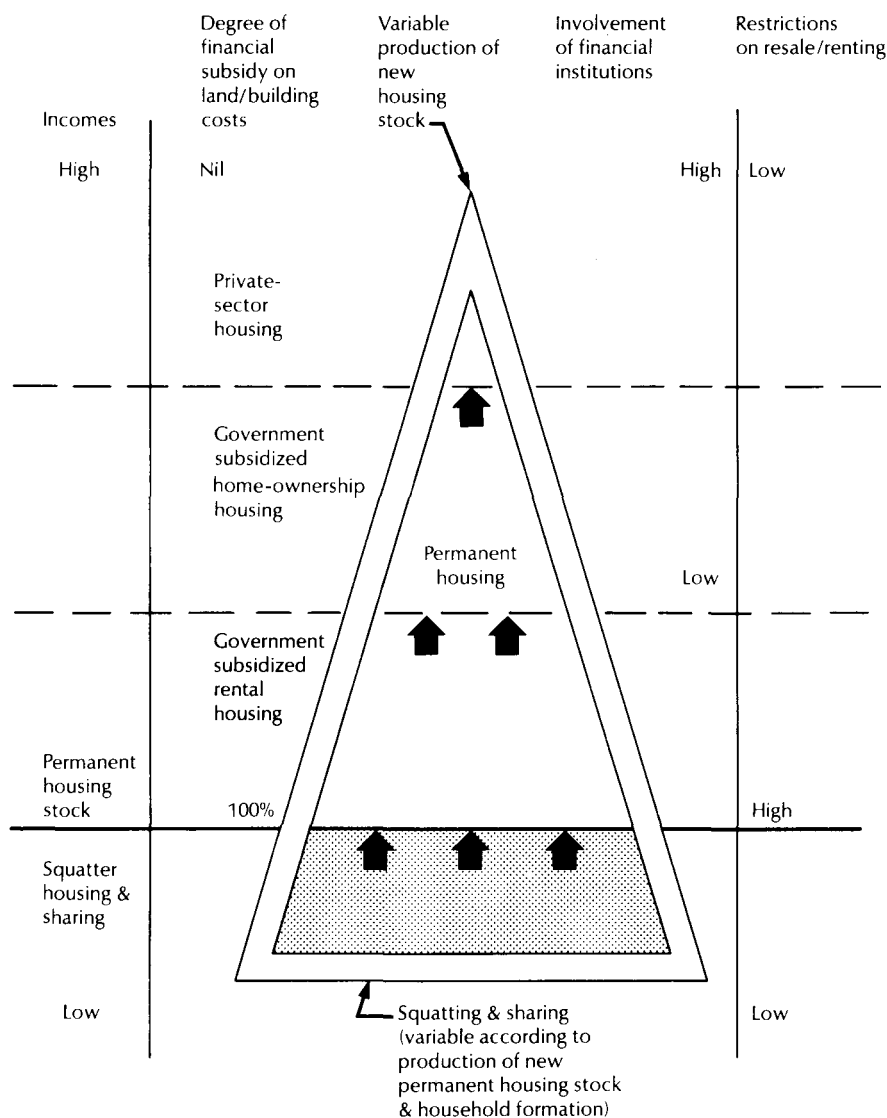 Degree of
financial
subsidy on
land/building
costs
Variable
production of
new
housing
stock
Involvement
of financial
institutions
Restrictions
on resale/renting
Incomes
High
Nil
High
Low
Private-
sector
housing
Government
subsidized
home-ownership
housing
Permanent
housing
Low
Government
subsidized
rental
housing
Permanent
housing
stock
100%
High
Squatter
housing &
sharing
Low
Squatting & sharing
(variable according to
production of new
permanent housing stock
& household formation)
Low